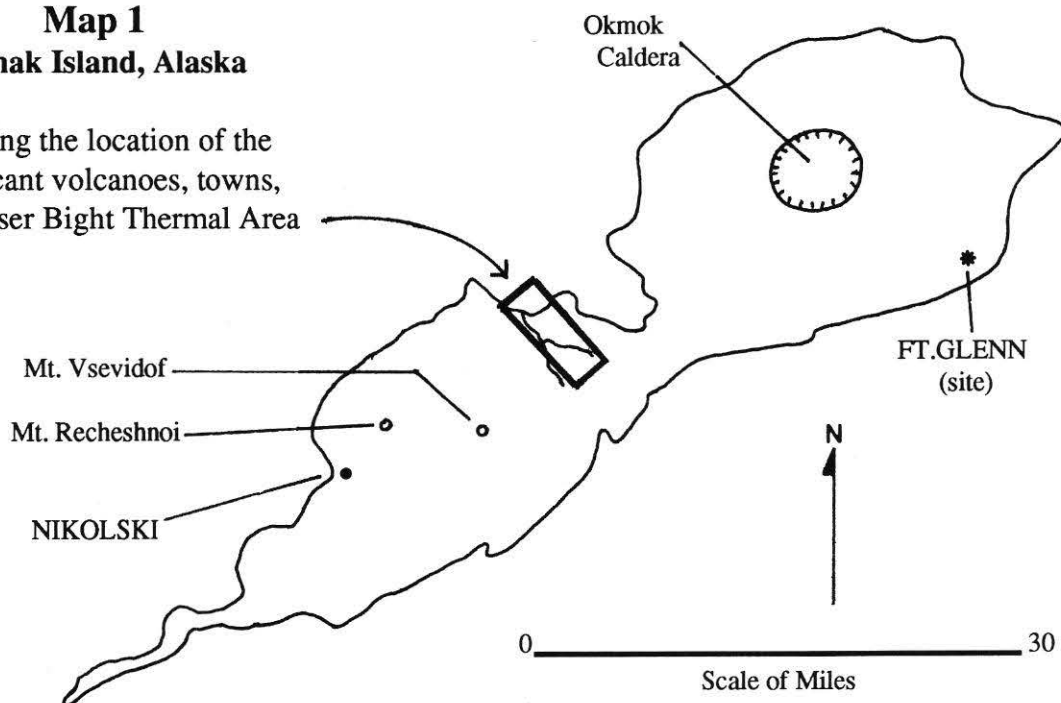 Map 1
nak Island, Alaska
ng the location of the
cant volcanoes, towns,
ser Bight Thermal Area
Okmok
Caldera
FT.GLENN
(site)
Mt. Vsevidof
Mt. Recheshnoi
NIKOLSKI
N
0
30
Scale of Miles